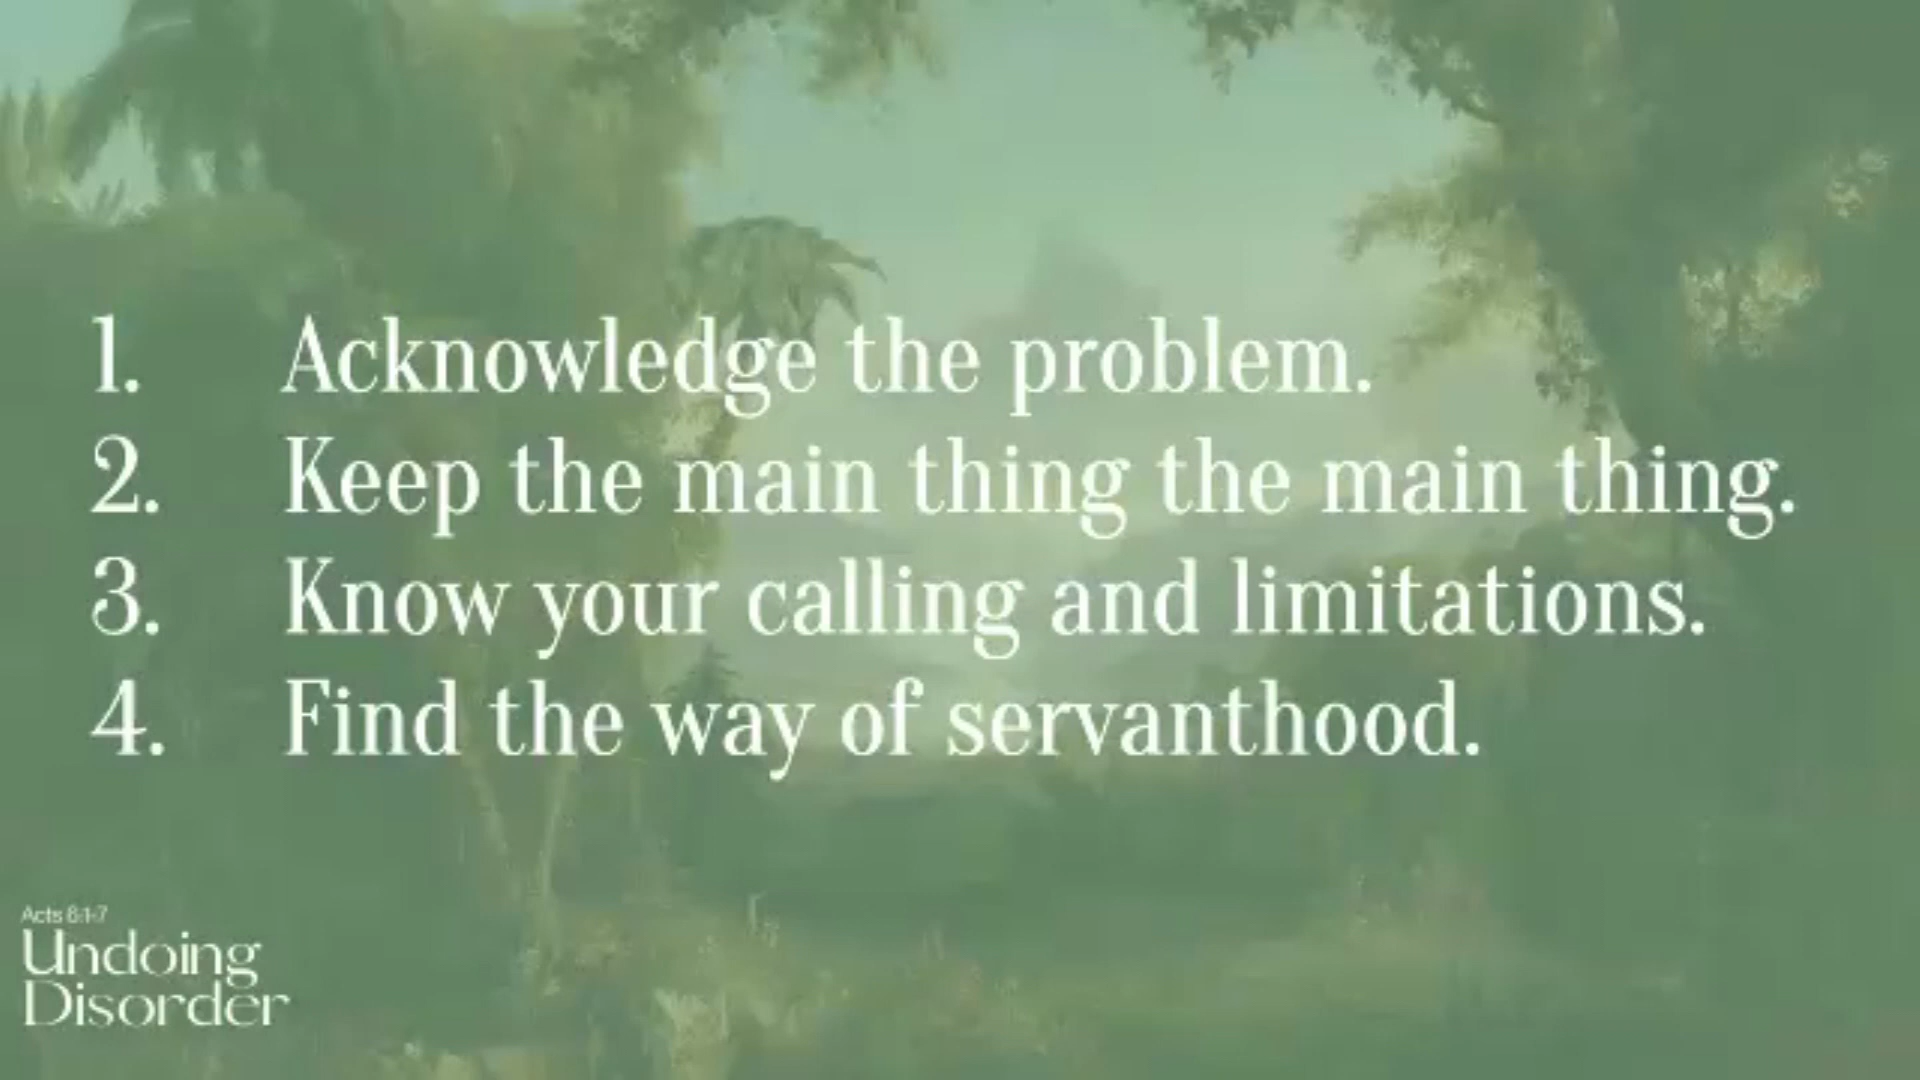 1. Acknowledge the problem.
2. Keep the main thing the main thing.
3. Know your calling and limitations.
4. Find the way of servanthood.
Acts 6:1-7
Undoing
Disorder